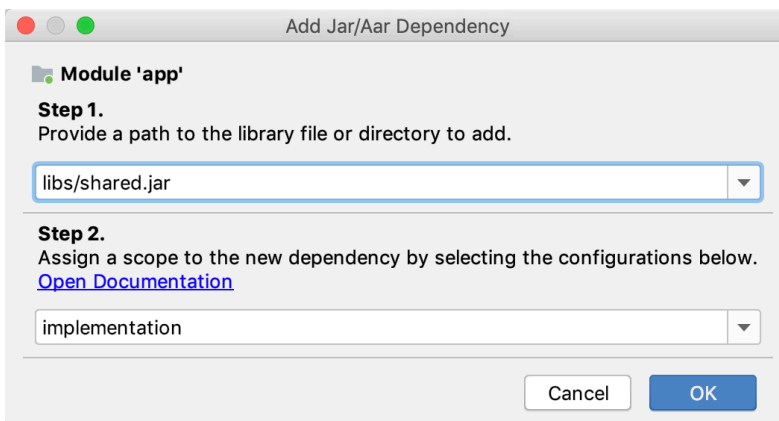 Add Jar/Aar Dependency
Module 'app'
Step 1.
Provide a path to the library file or directory to add.
libs/shared.jar
Step 2.
Assign a scope to the new dependency by selecting the configurations below.
Open Documentation
implementation
Cancel OK